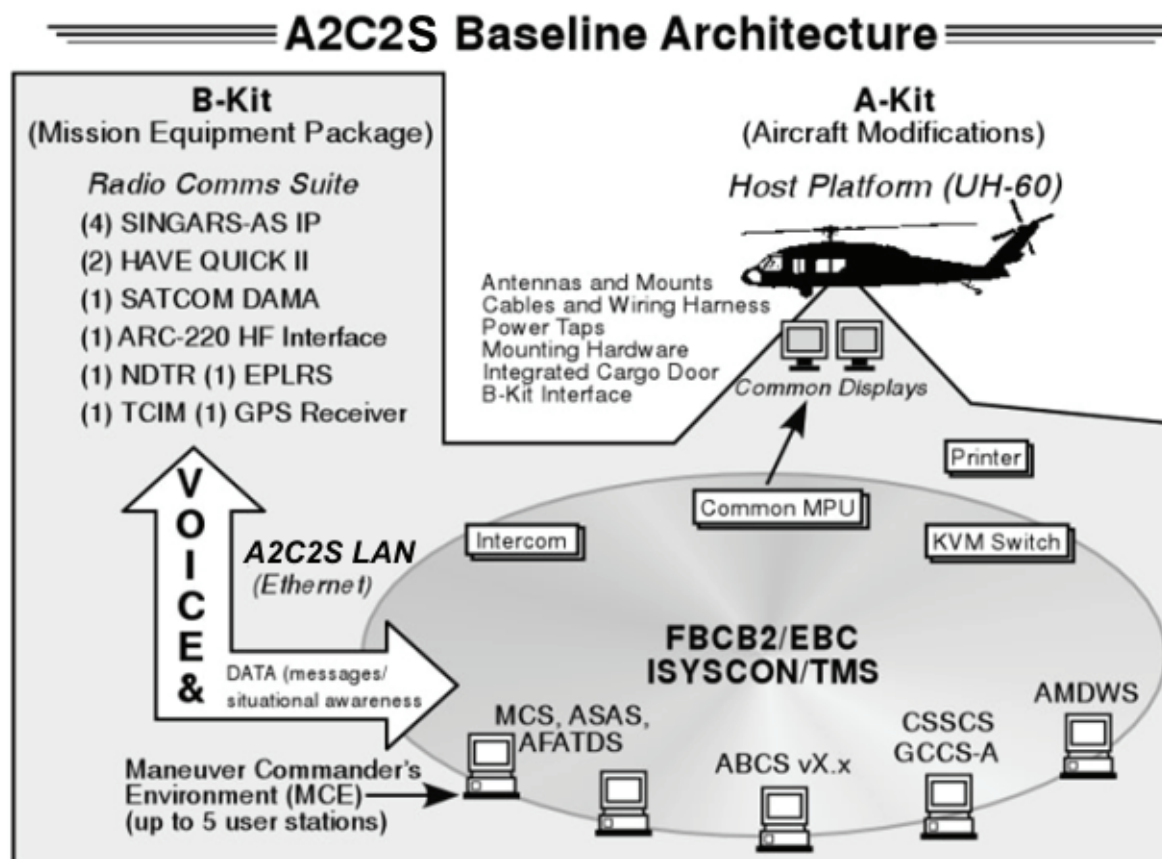 A2C2S Baseline Architecture
B-Kit
(Mission Equipment Package)
Radio Comms Suite
(4) SINGARS-AS IP
(2) HAVE QUICK II
(1) SATCOM DAMA
(1) ARC-220 HF Interface
(1) NDTR (1) EPLRS
(1) TCIM (1) GPS Receiver
A-Kit
(Aircraft Modifications)
Host Platform (UH-60)
Antennas and Mounts
Cables and Wiring Harness
Power Taps
Mounting Hardware
Integrated Cargo Door
B-Kit Interface
Common Displays
Printer
Common MPU
Intercom
KVM Switch
VOICE &
A2C2S LAN
(Ethernet)
DATA (messages/
situational awareness
FBCB2/EBC
ISYSCON/TMS
MCS, ASAS,
AFATDS
ABCS vX.x
CSSCS
GCCS-A
AMDWS
Maneuver Commander's
Environment (MCE)
(up to 5 user stations)